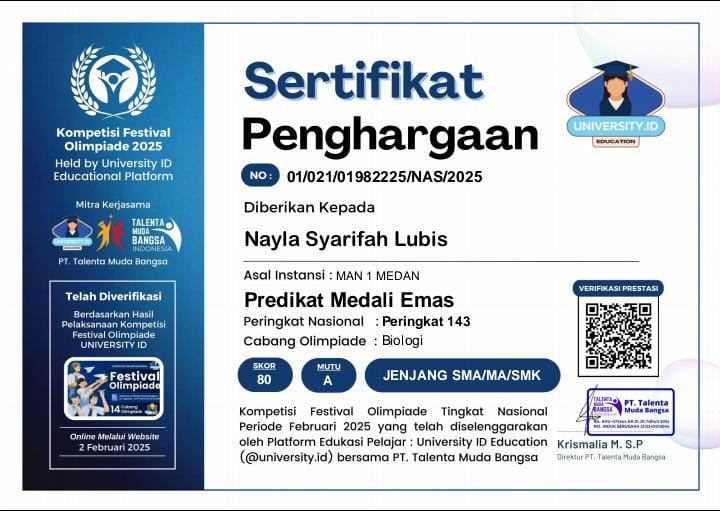 Kompetisi Festival
Olimpiade 2025
Held by University ID
Educational Platform
Mitra Kerjasama
UNIVERSITY.ID
TALENTA
MUDA
BANGSA
INDONESIA
PT. Talenta Muda Bangsa
Telah Diverifikasi
Berdasarkan Hasil
Pelaksanaan Kompetisi
Festival Olimpiade
UNIVERSITY ID
Festival
Olimpiade
14 Cabang
Olimpiade
Online Melalui Website
2 Februari 2025
Sertifikat
Penghargaan
UNIVERSITY.ID
EDUCATION
NO : 01/021/01982225/NAS/2025
Diberikan Kepada
Nayla Syarifah Lubis
Asal Instansi : MAN 1 MEDAN
Predikat Medali Emas
Peringkat Nasional : Peringkat 143
Cabang Olimpiade : Biologi
SKOR
80
MUTU
A
JENJANG SMA/MA/SMK
Kompetisi Festival Olimpiade Tingkat Nasional
Periode Februari 2025 yang telah diselenggarakan
oleh Platform Edukasi Pelajar : University ID Education
(@university.id) bersama PT. Talenta Muda Bangsa
VERIFIKASI PRESTASI
TALENTA
MUDA
BANGSA
PT. Talenta
Muda Bangsa
Krismalia M. S.P
Direktur PT. Talenta Muda Bangsa